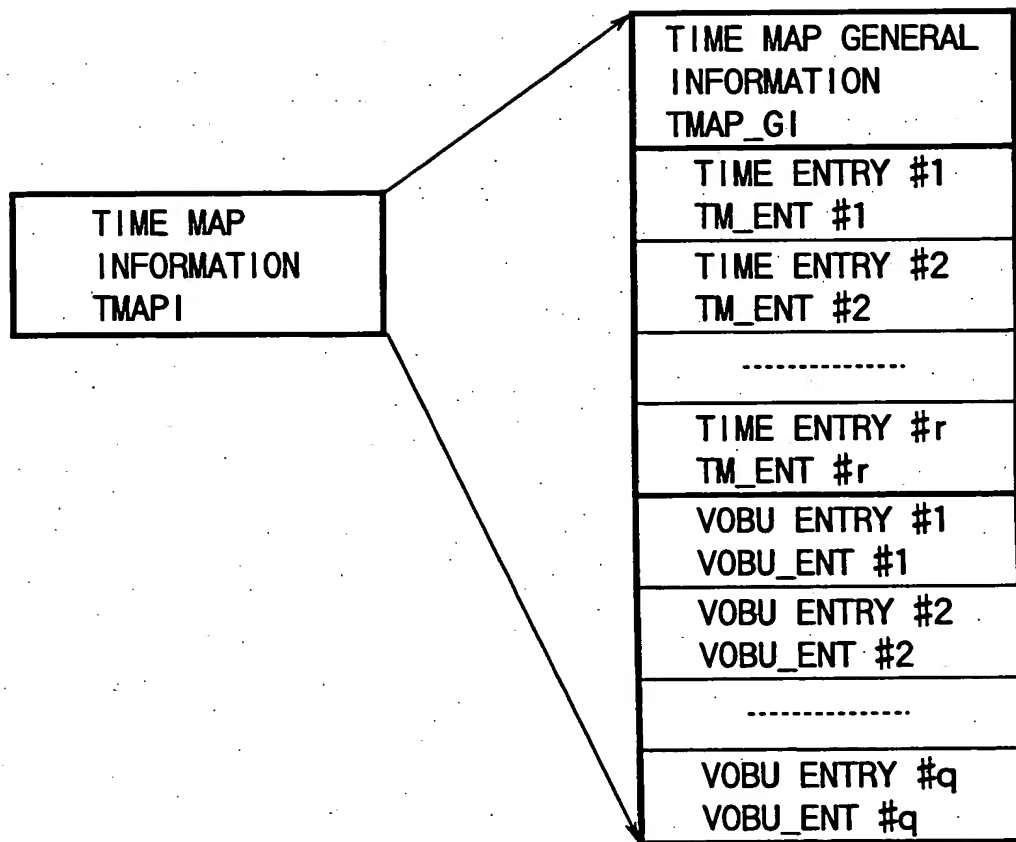 TIME MAP
INFORMATION
TMAPI
TIME MAP GENERAL
INFORMATION
TMAP_GI
TIME ENTRY #1
TM_ENT #1
TIME ENTRY #2
TM_ENT #2
TIME ENTRY #r
TM_ENT #r
VOBU ENTRY #1
VOBU_ENT #1
VOBU ENTRY #2
VOBU_ENT #2
VOBU ENTRY #q
VOBU_ENT #q